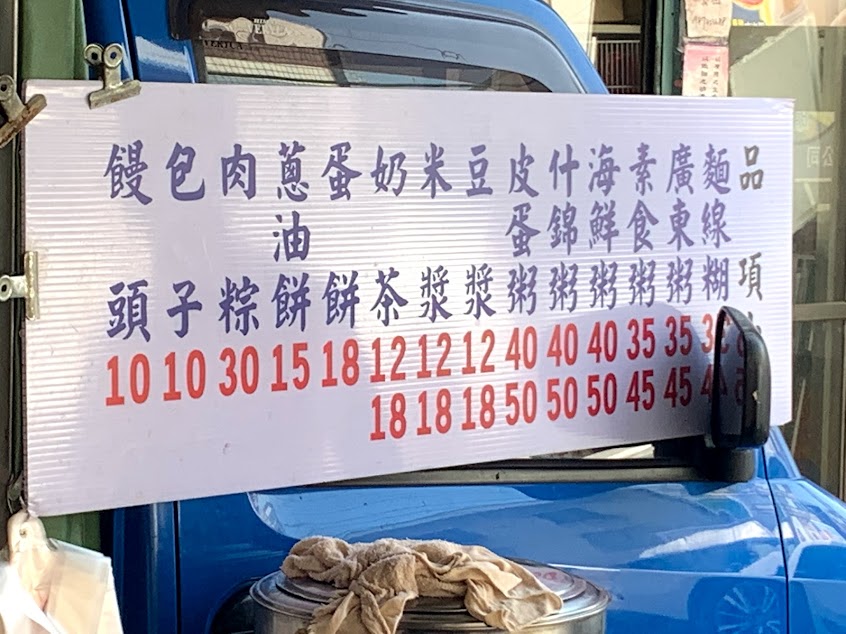 品項
麵線糊
廣東粥 35 45
素食粥 35 45
海鮮粥 40 50
什錦粥 40 50
皮蛋粥 40 50
豆漿 12 18
米漿 12 18
奶茶 12 18
蛋餅 18
蔥油餅 15
肉粽 30
包子 10
饅頭 10